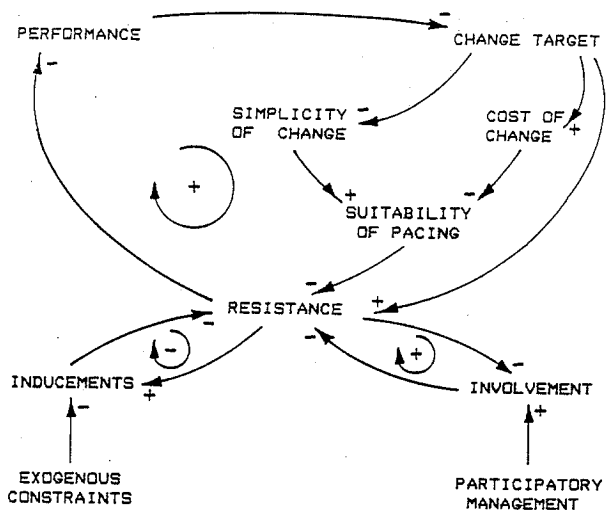 PERFORMANCE
-
CHANGE TARGET
-
SIMPLICITY
OF CHANGE
-
COST OF
CHANGE
+
+
+
-
SUITABILITY
OF PACING
-
RESISTANCE
+
-
-
-
+
INDUCEMENTS
+
-
INVOLVEMENT
-
+
EXOGENOUS
CONSTRAINTS
PARTICIPATORY
MANAGEMENT